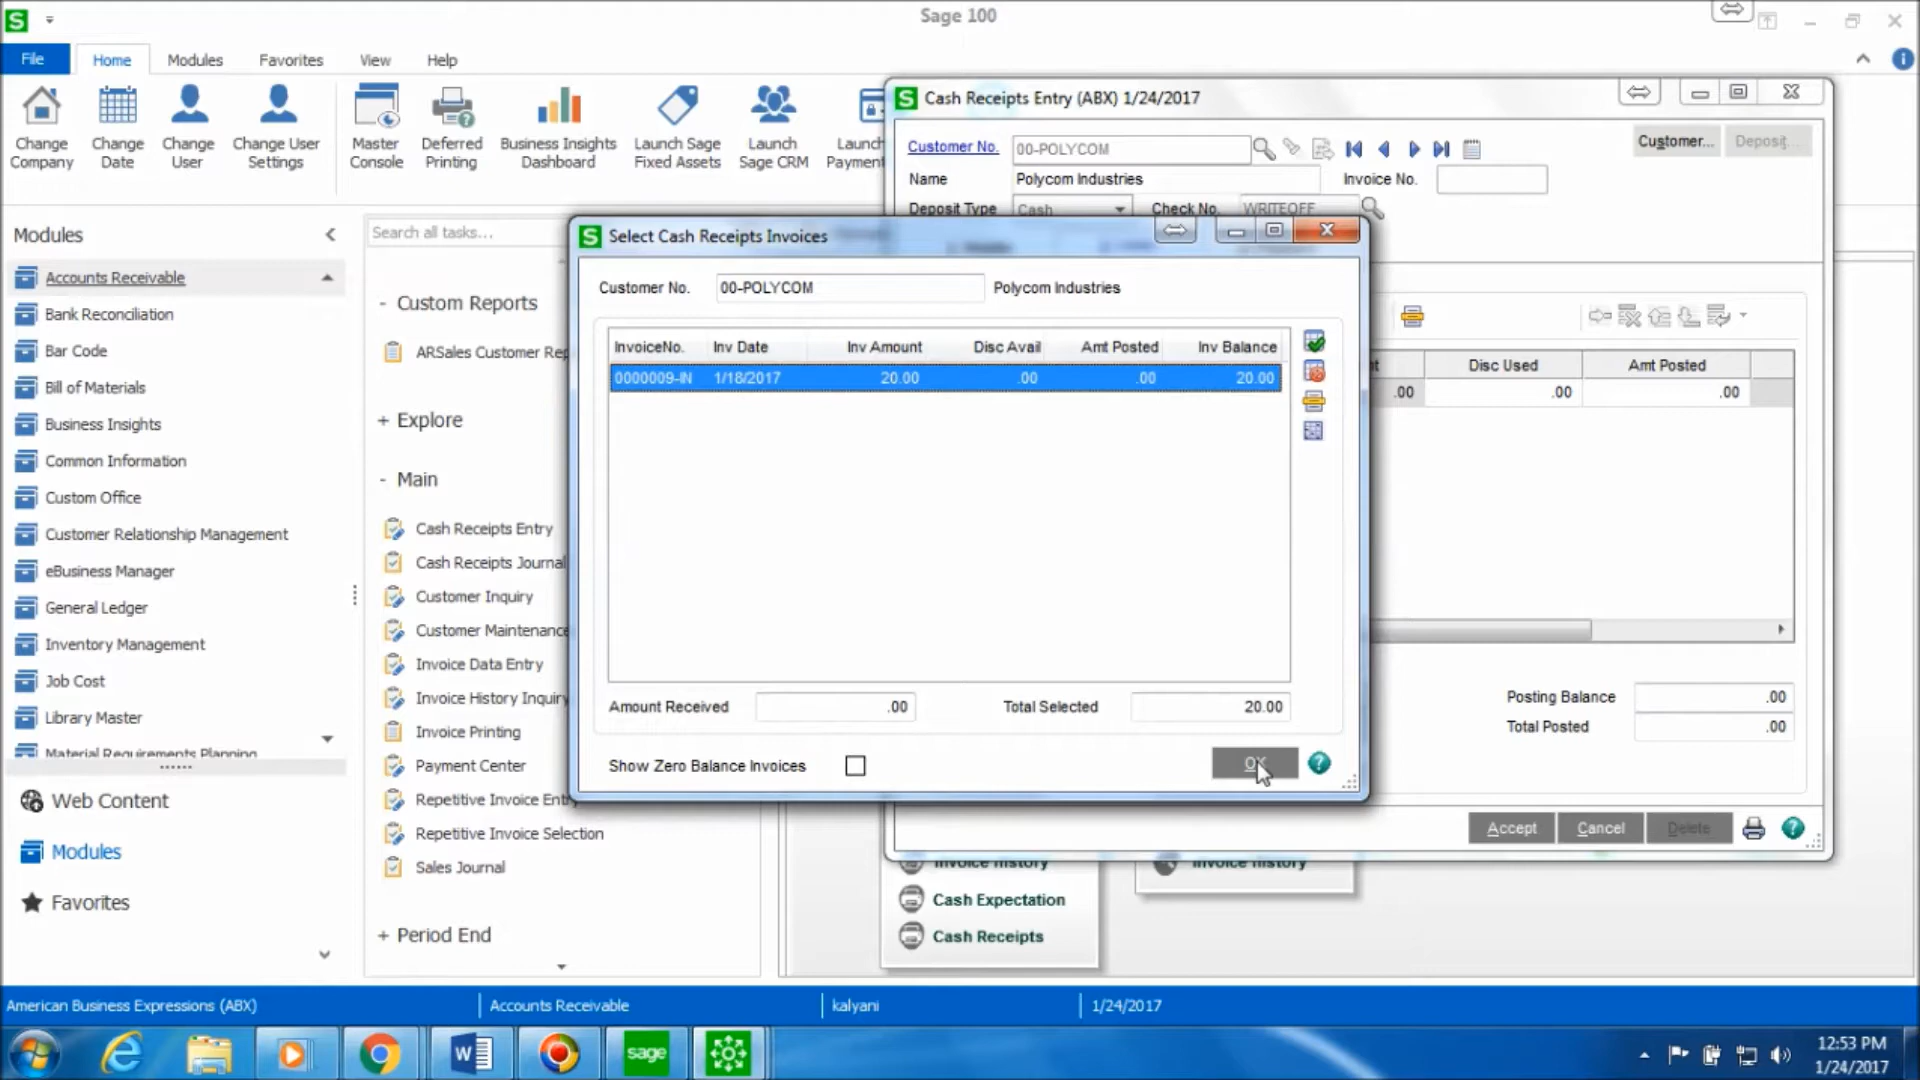 Sage 100
File Home Modules Favorites View Help
Change Company
Change Date
Change User
Change User Settings
Master Console
Deferred Printing
Business Insights Dashboard
Launch Sage Fixed Assets
Launch Sage CRM
Launch Payment
Cash Receipts Entry (ABX) 1/24/2017
Customer No. 00-POLYCOM Customer... Deposit...
Name Polycom Industries Invoice No.
Deposit Type Cash Check No. WRITEOFF
Modules
Accounts Receivable
Bank Reconciliation
Bar Code
Bill of Materials
Business Insights
Common Information
Custom Office
Customer Relationship Management
eBusiness Manager
General Ledger
Inventory Management
Job Cost
Library Master
Material Requirements Planning
Web Content
Modules
Favorites
Search all tasks...
- Custom Reports
ARSales Customer Rep
+ Explore
- Main
Cash Receipts Entry
Cash Receipts Journal
Customer Inquiry
Customer Maintenance
Invoice Data Entry
Invoice History Inquiry
Invoice Printing
Payment Center
Repetitive Invoice Entry
Repetitive Invoice Selection
Sales Journal
+ Period End
Select Cash Receipts Invoices
Customer No. 00-POLYCOM Polycom Industries
InvoiceNo. Inv Date Inv Amount Disc Avail Amt Posted Inv Balance
0000009-IN 1/18/2017 20.00 .00 .00 20.00
Amount Received .00 Total Selected 20.00
Show Zero Balance Invoices OK
Disc Used Amt Posted
.00 .00 .00
Posting Balance .00
Total Posted .00
Accept Cancel Delete
Invoice History Invoice History
Cash Expectation
Cash Receipts
American Business Expressions (ABX) Accounts Receivable kalyani 1/24/2017
sage
12:53 PM
1/24/2017